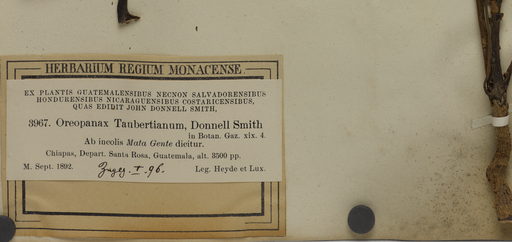 HERBARIUM REGIUM MONACENSE
EX PLANTIS GUATEMALENSIBUS NECNON SALVADORENSIBUS
HONDURENSIBUS NICARAGUENSIBUS COSTARICENSIBUS,
QUAS EDIDIT JOHN DONNELL SMITH,
3967. Oreopanax Taubertianum, Donnell Smith
in Botan. Gaz. xix. 4.
Ab incolis Mata Gente dicitur.
Chiapas, Depart. Santa Rosa, Guatemala, alt. 3500 pp.
M. Sept. 1892. Zugeg. I. 96. Leg. Heyde et Lux.